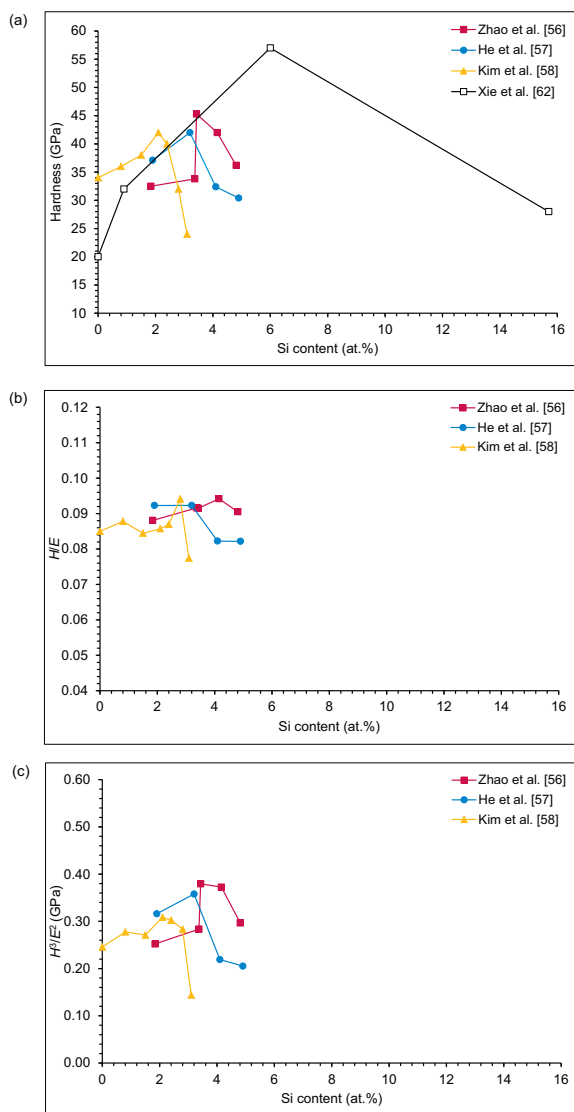 (a)
60
55
50
45
40
35
30
25
20
15
10
Hardness (GPa)
0 2 4 6 8 10 12 14 16
Si content (at.%)
Zhao et al. [56]
He et al. [57]
Kim et al. [58]
Xie et al. [62]
(b)
0.12
0.11
0.10
0.09
0.08
0.07
0.06
0.05
0.04
H/E
0 2 4 6 8 10 12 14 16
Si content (at.%)
Zhao et al. [56]
He et al. [57]
Kim et al. [58]
(c)
0.60
0.50
0.40
0.30
0.20
0.10
0.00
H³/E² (GPa)
0 2 4 6 8 10 12 14 16
Si content (at.%)
Zhao et al. [56]
He et al. [57]
Kim et al. [58]